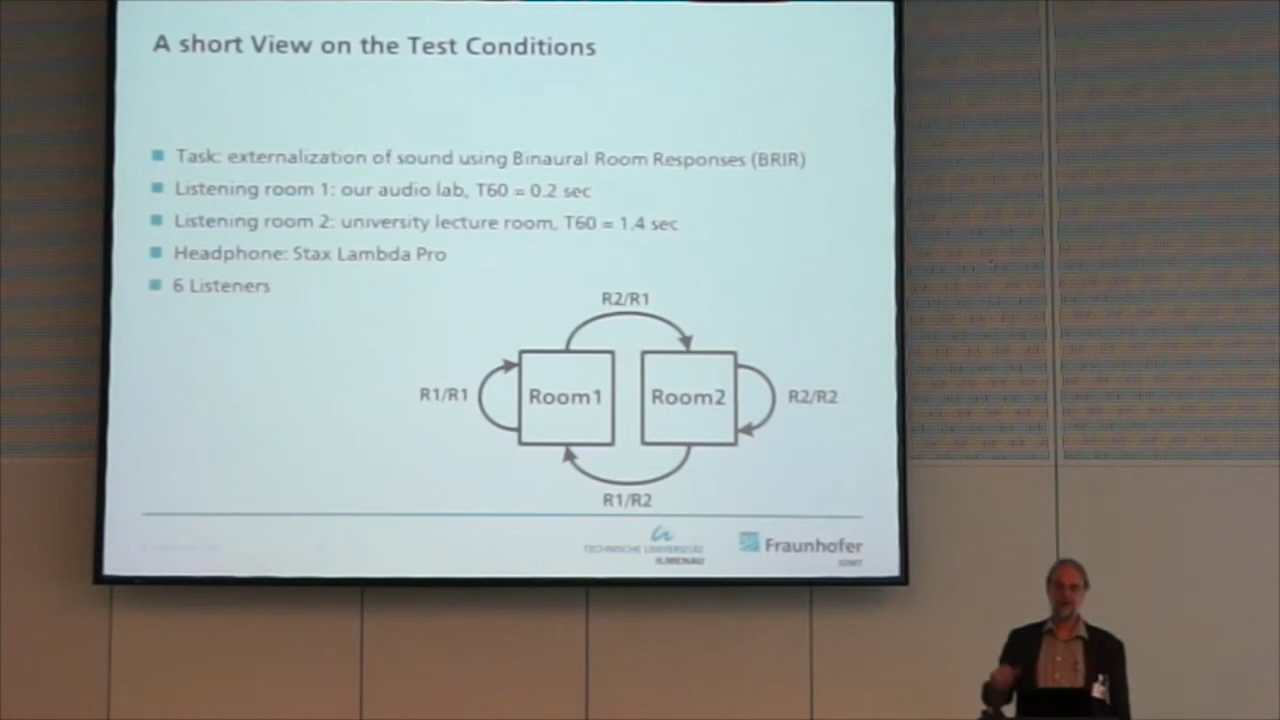 A short View on the Test Conditions
Task: externalization of sound using Binaural Room Responses (BRIR)
Listening room 1: our audio lab, T60 = 0.2 sec
Listening room 2: university lecture room, T60 = 1.4 sec
Headphone: Stax Lambda Pro
6 Listeners
R2/R1
R1/R1
Room1
Room2
R2/R2
R1/R2
TECHNISCHE UNIVERSITÄT
ILMENAU
Fraunhofer
IDMT